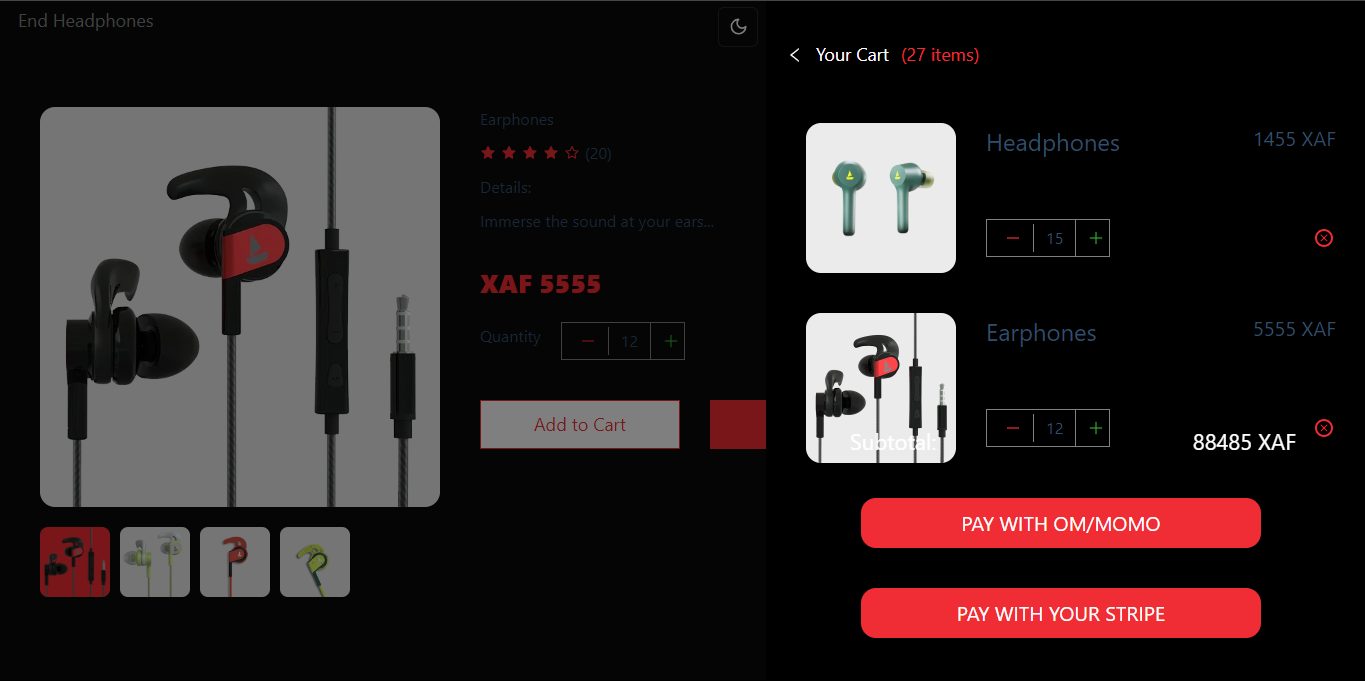 End Headphones
Earphones
(20)
Details:
Immerse the sound at your ears...
XAF 5555
Quantity
12
Add to Cart
Your Cart (27 items)
Headphones
1455 XAF
15
Earphones
5555 XAF
12
Subtotal:
88485 XAF
PAY WITH OM/MOMO
PAY WITH YOUR STRIPE